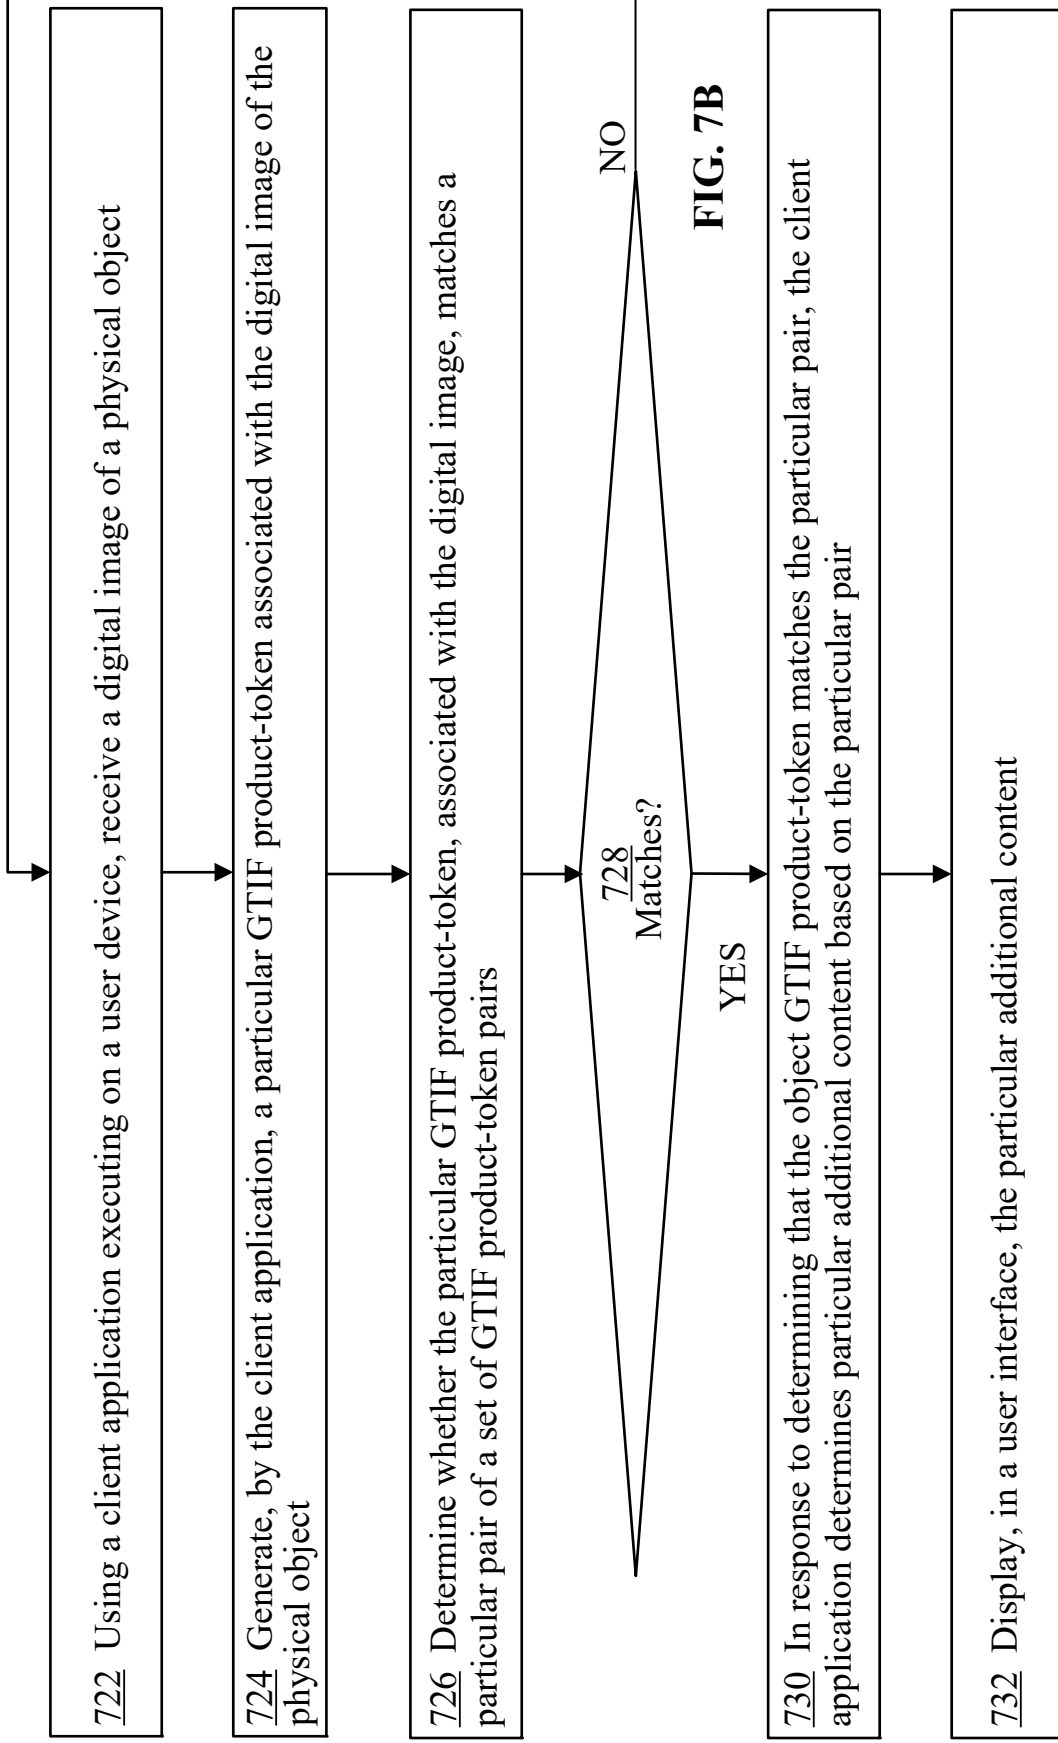 722 Using a client application executing on a user device, receive a digital image of a physical object
724 Generate, by the client application, a particular GTIF product-token associated with the digital image of the
physical object
726 Determine whether the particular GTIF product-token, associated with the digital image, matches a
particular pair of a set of GTIF product-token pairs
728
Matches?
NO
YES
FIG. 7B
730 In response to determining that the object GTIF product-token matches the particular pair, the client
application determines particular additional content based on the particular pair
732 Display, in a user interface, the particular additional content